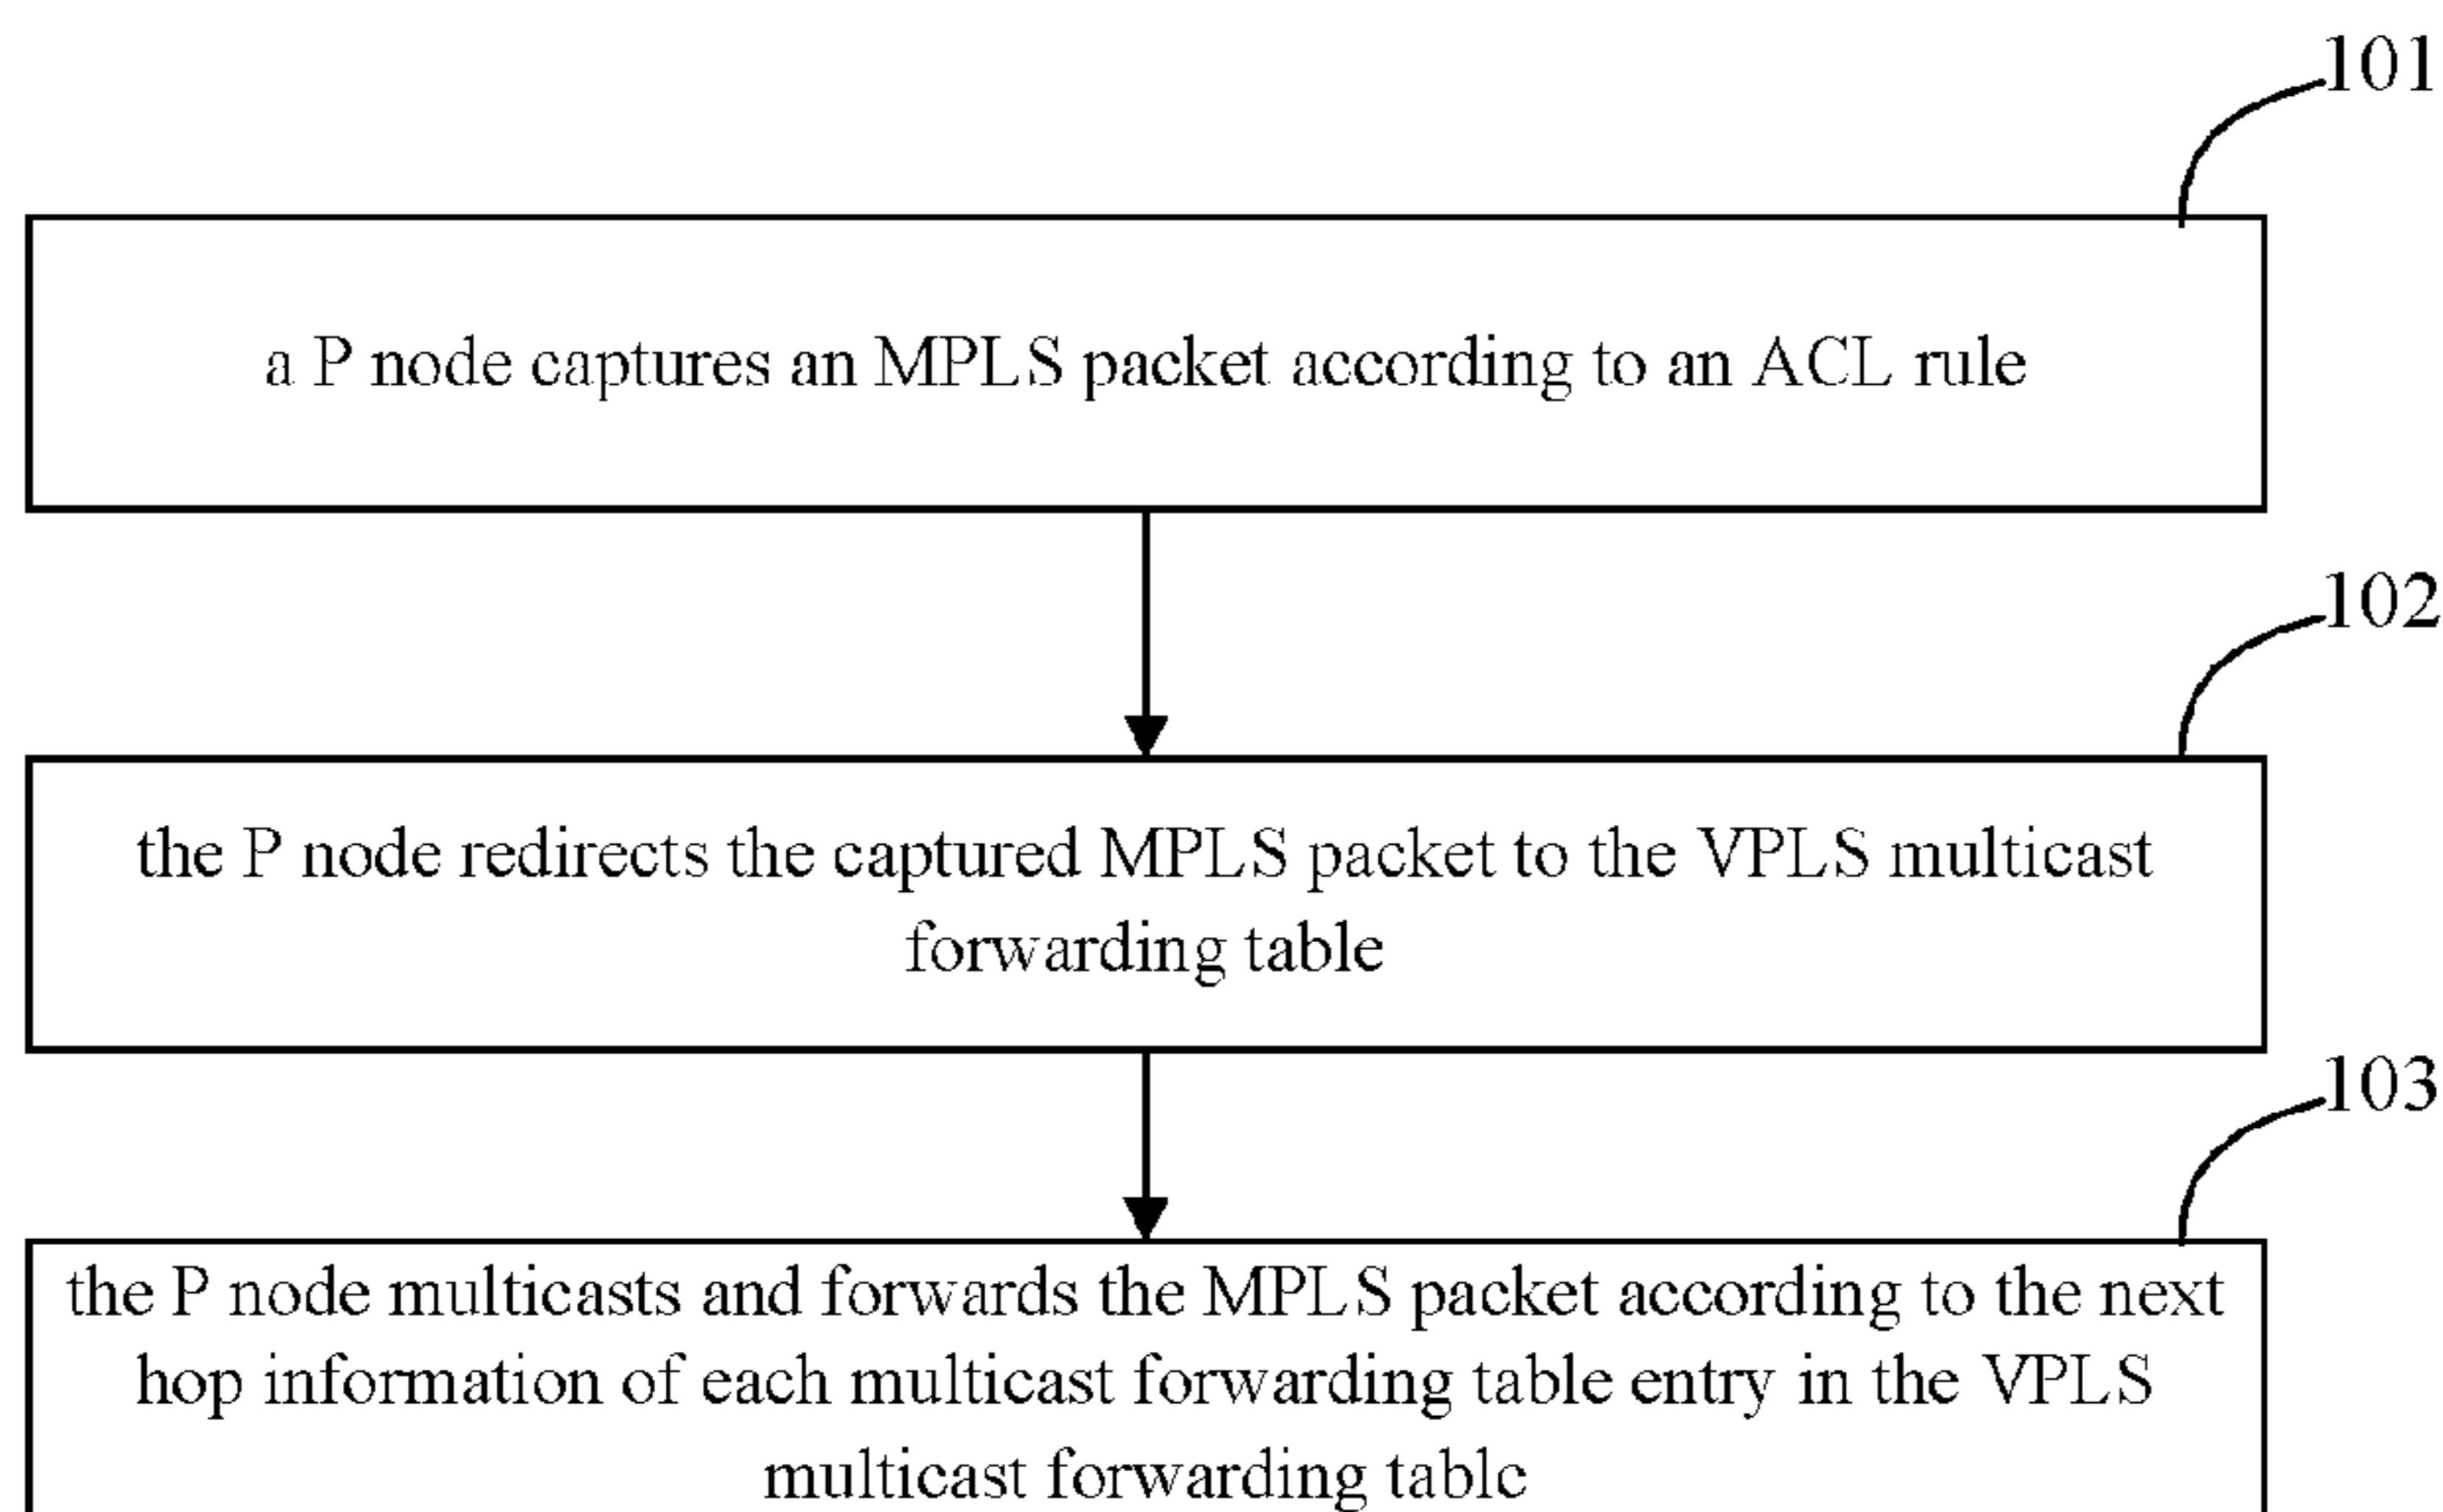 101
a P node captures an MPLS packet according to an ACL rule
102
the P node redirects the captured MPLS packet to the VPLS multicast
forwarding table
103
the P node multicasts and forwards the MPLS packet according to the next
hop information of each multicast forwarding table entry in the VPLS
multicast forwarding table